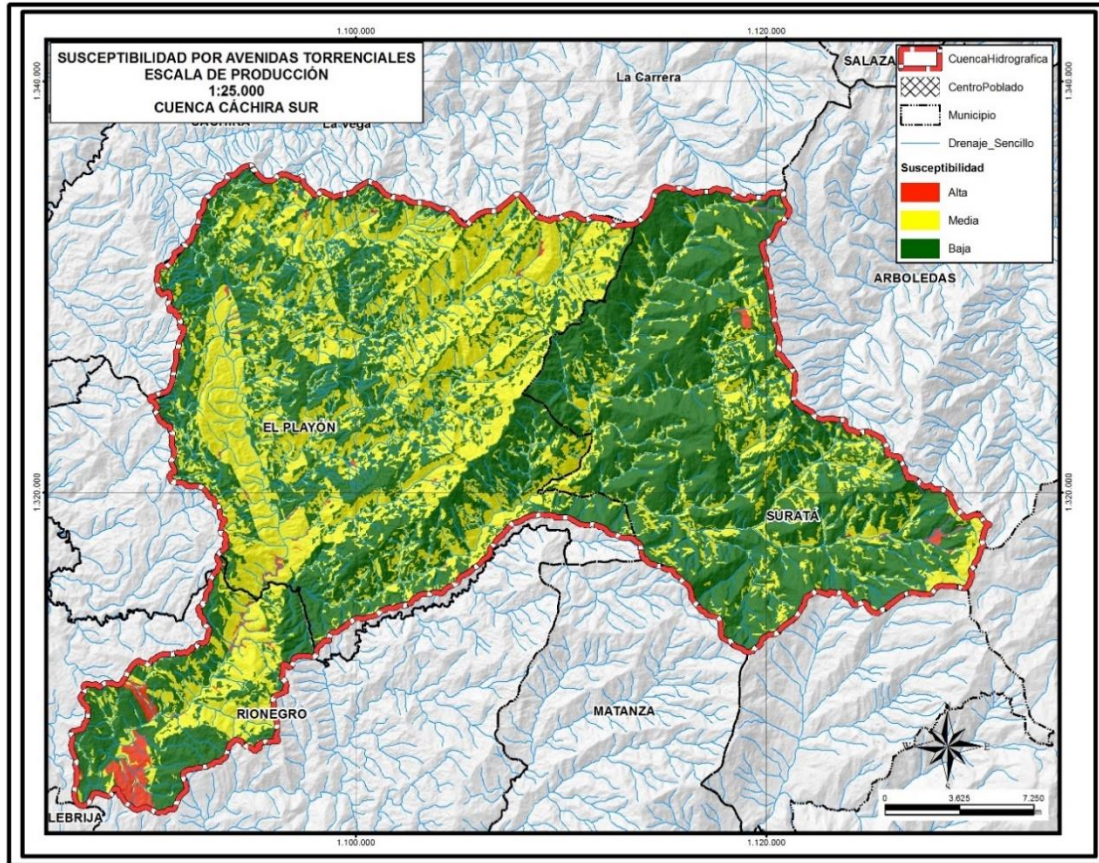 SUSCEPTIBILIDAD POR AVENIDAS TORRENCIALES
ESCALA DE PRODUCCIÓN
1:25.000
CUENCA CÁCHIRA SUR
1.100.000
1.120.000
1.340.000
1.340.000
CÁCHIRA
La Vega
La Carrera
SALAZA
CuencaHidrografica
CentroPoblado
Municipio
Drenaje_Sencillo
Susceptibilidad
Alta
Media
Baja
ARBOLEDAS
EL PLAYÓN
1.320.000
1.320.000
SURATÁ
RIONEGRO
MATANZA
LEBRIJA
E
0 3.625 7.250
1.100.000
1.120.000